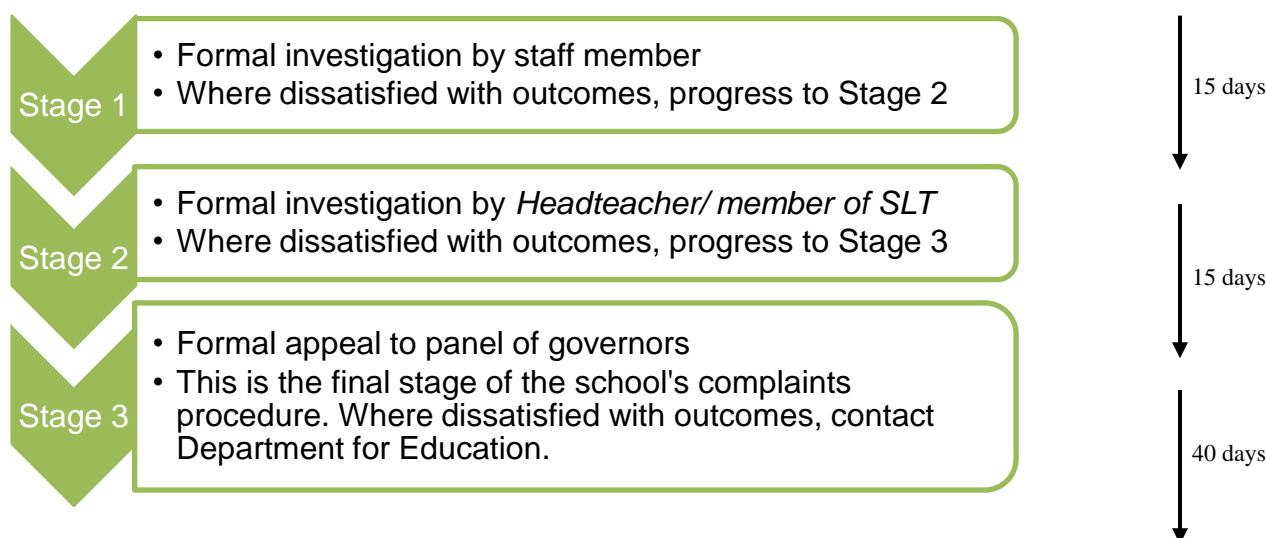 Stage 1
• Formal investigation by staff member
• Where dissatisfied with outcomes, progress to Stage 2
15 days
Stage 2
• Formal investigation by Headteacher/ member of SLT
• Where dissatisfied with outcomes, progress to Stage 3
15 days
Stage 3
• Formal appeal to panel of governors
• This is the final stage of the school's complaints
procedure. Where dissatisfied with outcomes, contact
Department for Education.
40 days